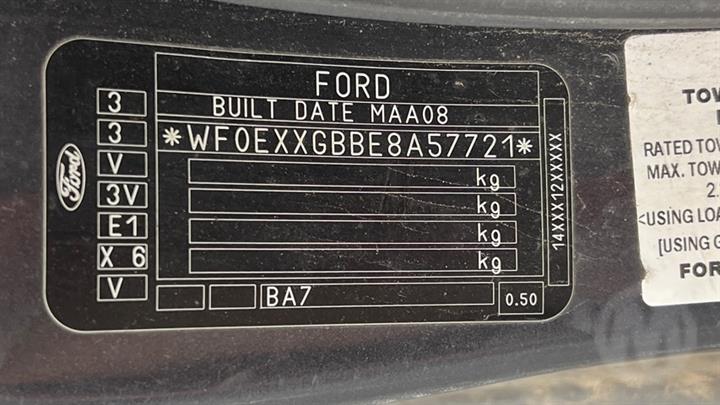 FORD
BUILT DATE MAA08
*WF0EXXGBBE8A57721*
kg
kg
kg
kg
3
3
V
3V
E1
X 6
V
Ford
BA7
0.50
14XXX12XXXXX
TOW
RATED TOW
MAX. TOW
2.
<USING LOA
[USING G
FOR